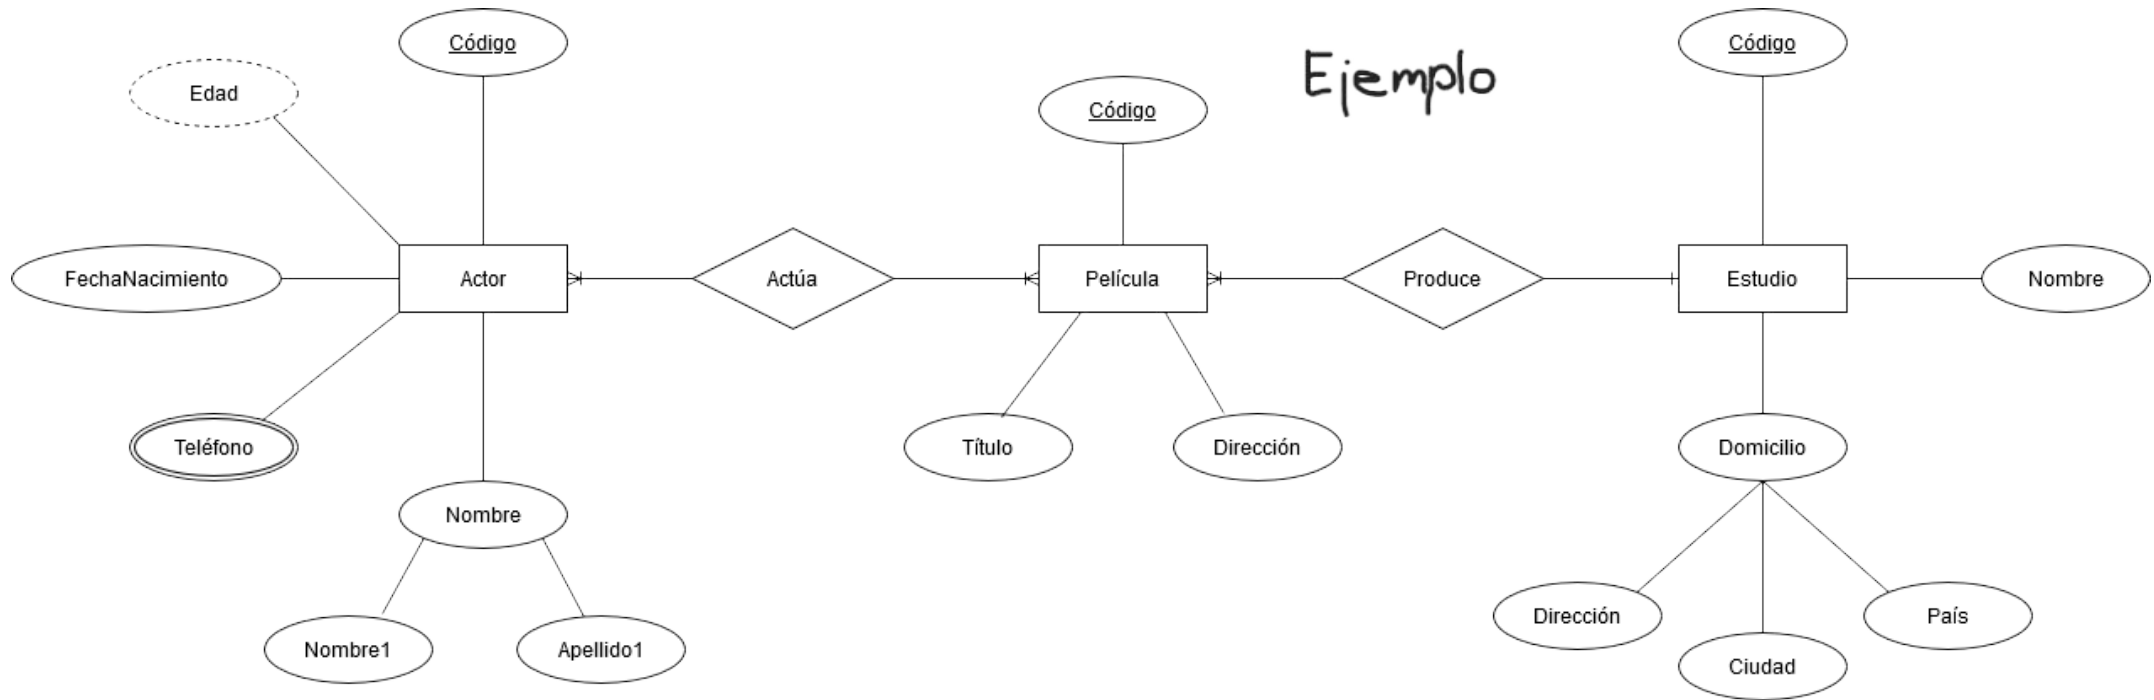 Código
Código
Edad
Ejemplo
Código
FechaNacimiento
Actor
Actúa
Película
Produce
Estudio
Nombre
Teléfono
Título
Dirección
Domicilio
Nombre
Dirección
País
Nombre1
Apellido1
Ciudad